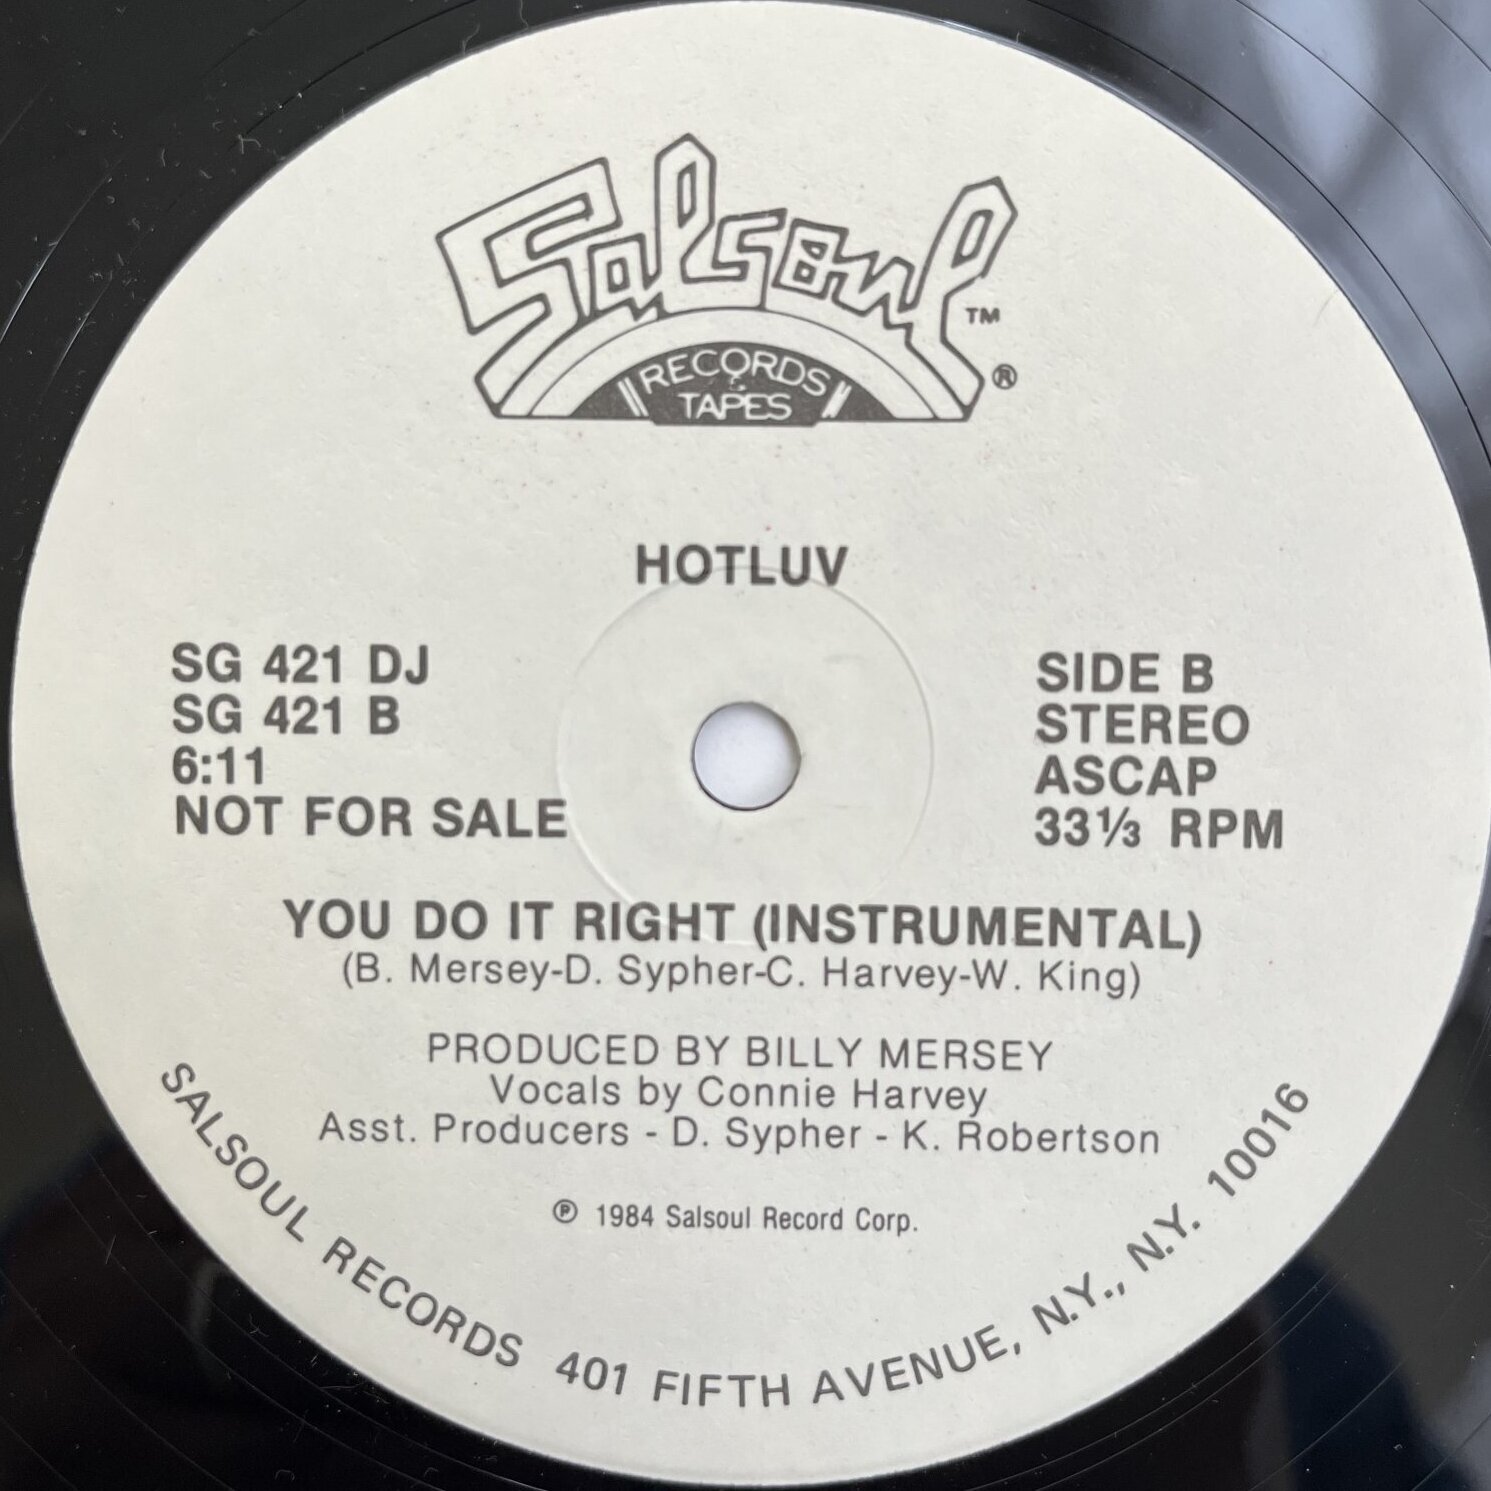 Salsoul
TM
®
RECORDS
&
TAPES
HOTLUV
SG 421 DJ
SG 421 B
6:11
NOT FOR SALE
SIDE B
STEREO
ASCAP
33⅓ RPM
YOU DO IT RIGHT (INSTRUMENTAL)
(B. Mersey-D. Sypher-C. Harvey-W. King)
PRODUCED BY BILLY MERSEY
Vocals by Connie Harvey
Asst. Producers - D. Sypher - K. Robertson
℗ 1984 Salsoul Record Corp.
SALSOUL RECORDS 401 FIFTH AVENUE, N.Y., N.Y. 10016